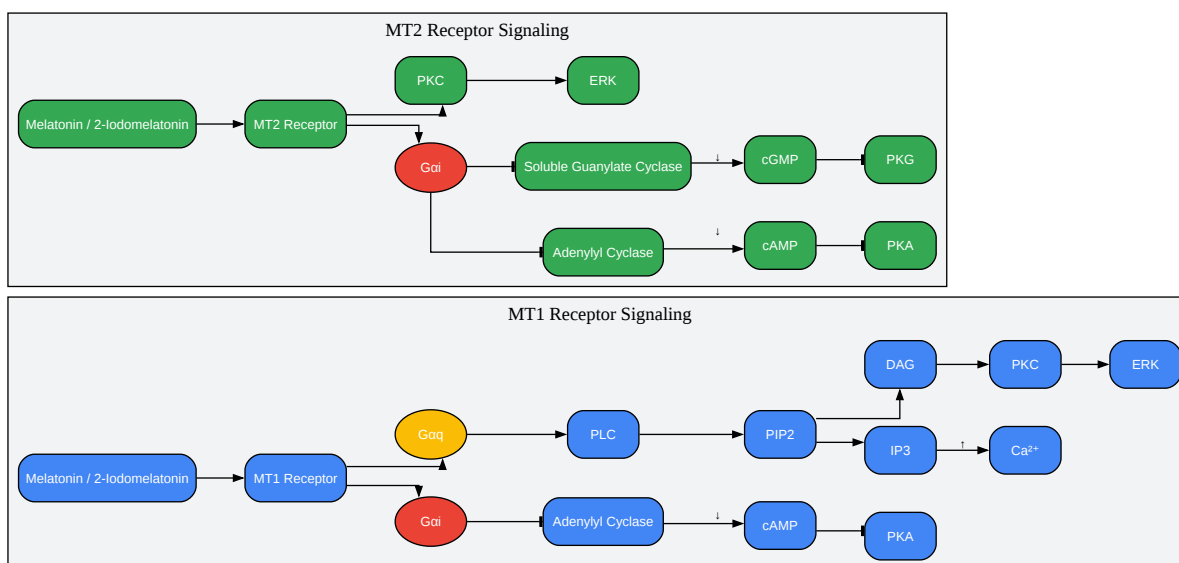 MT2 Receptor Signaling
PKC
ERK
Melatonin / 2-Iodomelatonin
MT2 Receptor
Gαi
Soluble Guanylate Cyclase
↓
cGMP
PKG
Adenylyl Cyclase
↓
cAMP
PKA
MT1 Receptor Signaling
DAG
PKC
ERK
Gαq
PLC
PIP2
IP3
↑
Ca²⁺
Melatonin / 2-Iodomelatonin
MT1 Receptor
Gαi
Adenylyl Cyclase
↓
cAMP
PKA